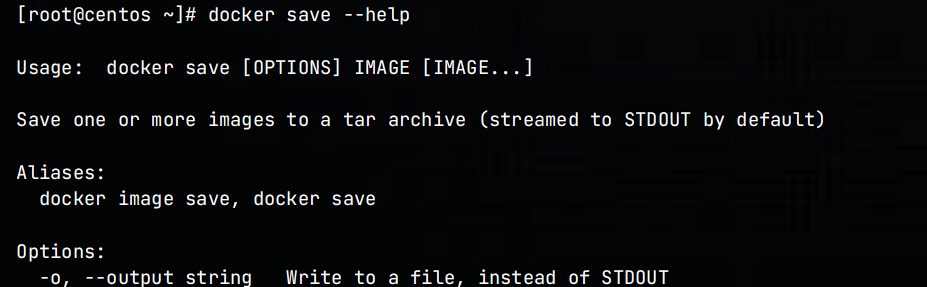 [root@centos ~]# docker save --help
Usage:  docker save [OPTIONS] IMAGE [IMAGE...]
Save one or more images to a tar archive (streamed to STDOUT by default)
Aliases:
  docker image save, docker save
Options:
  -o, --output string   Write to a file, instead of STDOUT